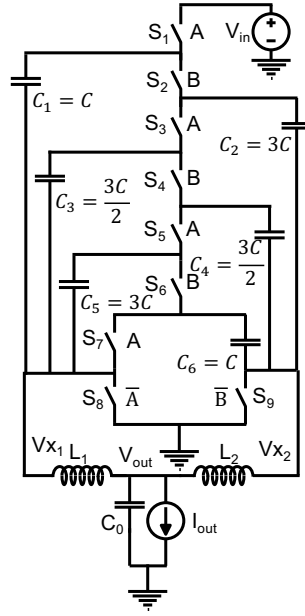 S1 A Vin
S2 B
C1 = C
S3 A
C2 = 3C
S4 B
C3 = 3C/2
S5 A
C4 = 3C/2
S6 B
C5 = 3C
S7 A
C6 = C
S8 A̅ B̅ S9
Vx1 L1 Vout L2 Vx2
C0 Iout